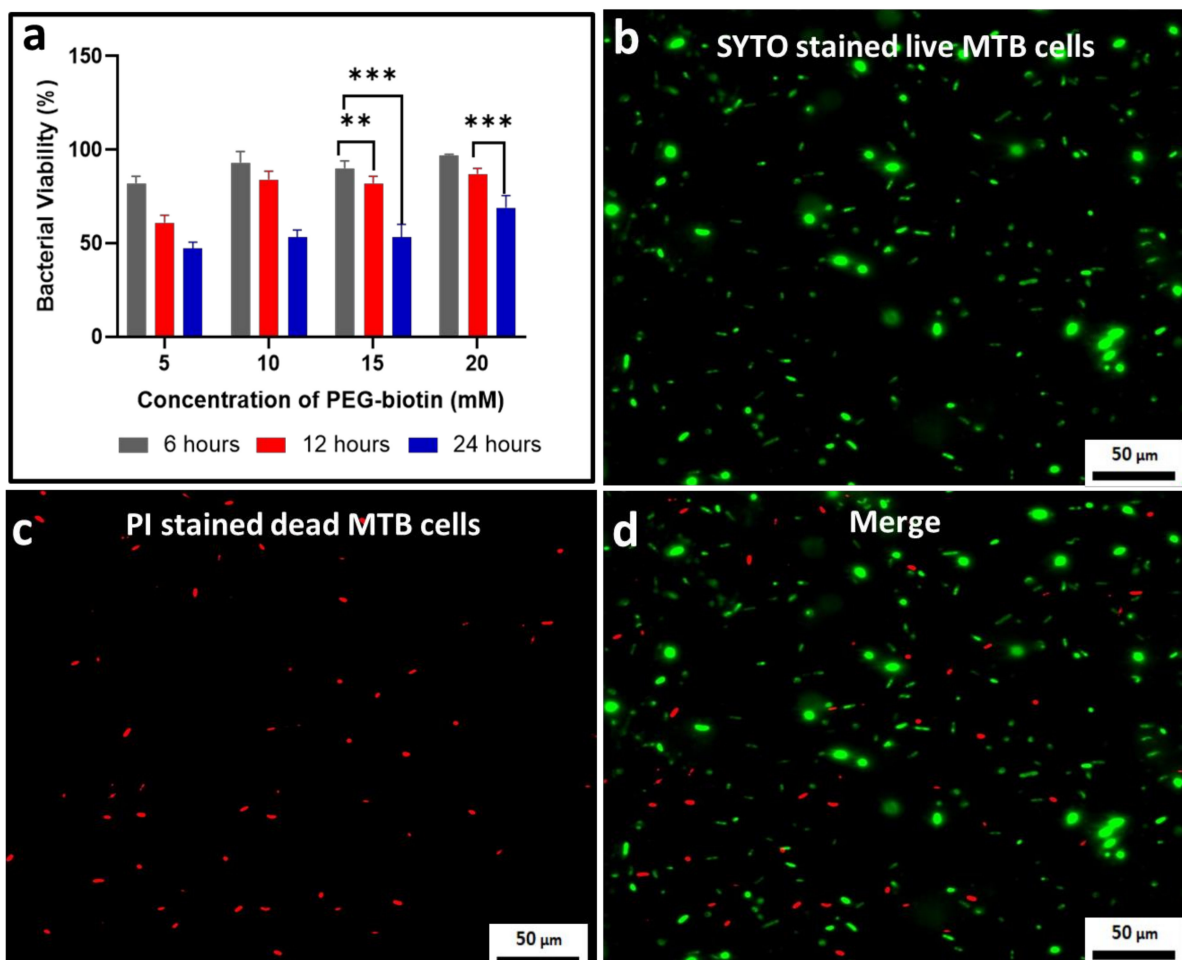 a
150
100
50
0
Bacterial Viability (%)
***
**
***
5 10 15 20
Concentration of PEG-biotin (mM)
6 hours 12 hours 24 hours
b
SYTO stained live MTB cells
50 µm
c
PI stained dead MTB cells
50 µm
d
Merge
50 µm